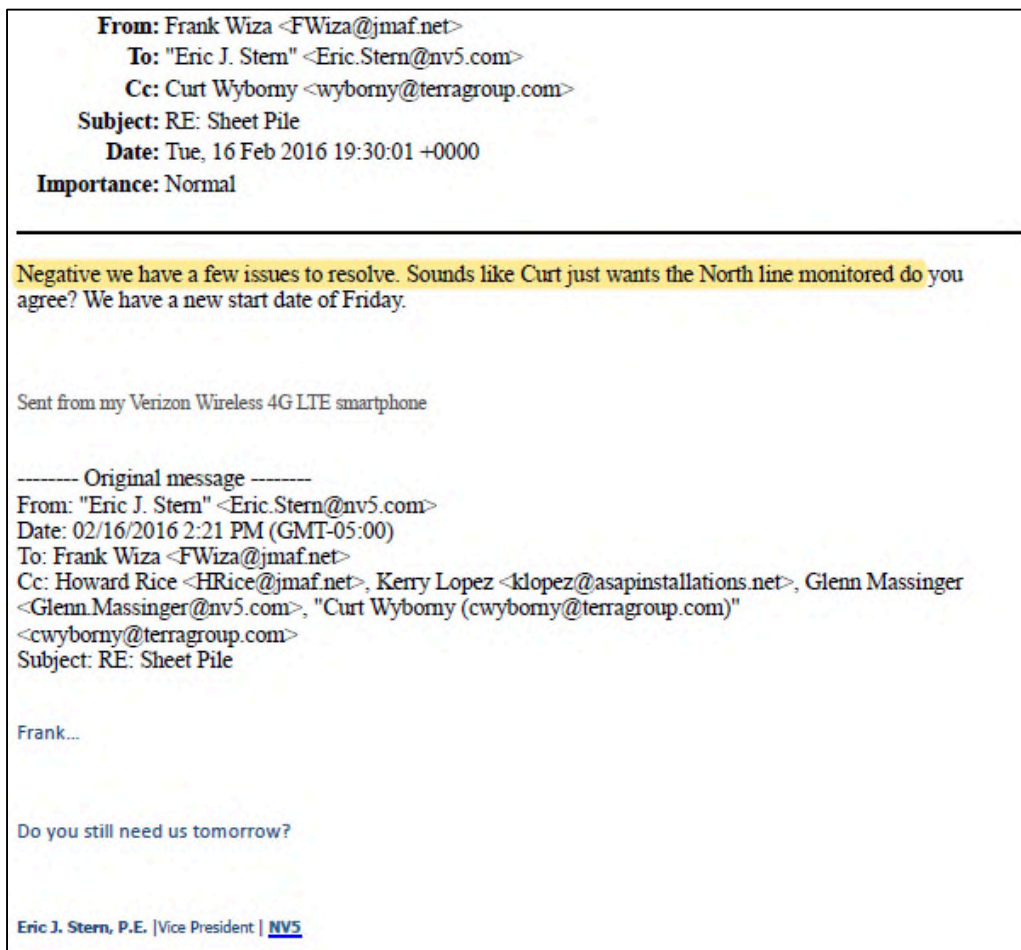 From: Frank Wiza <FWiza@jmaf.net>
To: "Eric J. Stern" <Eric.Stern@nv5.com>
Cc: Curt Wyborny <wyborny@terragroup.com>
Subject: RE: Sheet Pile
Date: Tue, 16 Feb 2016 19:30:01 +0000
Importance: Normal
Negative we have a few issues to resolve. Sounds like Curt just wants the North line monitored do you
agree? We have a new start date of Friday.
Sent from my Verizon Wireless 4G LTE smartphone
-------- Original message --------
From: "Eric J. Stern" <Eric.Stern@nv5.com>
Date: 02/16/2016 2:21 PM (GMT-05:00)
To: Frank Wiza <FWiza@jmaf.net>
Cc: Howard Rice <HRice@jmaf.net>, Kerry Lopez <klopez@asapinstallations.net>, Glenn Massinger
<Glenn.Massinger@nv5.com>, "Curt Wyborny (cwyborny@terragroup.com)"
<cwyborny@terragroup.com>
Subject: RE: Sheet Pile
Frank...
Do you still need us tomorrow?
Eric J. Stern, P.E. |Vice President | NV5